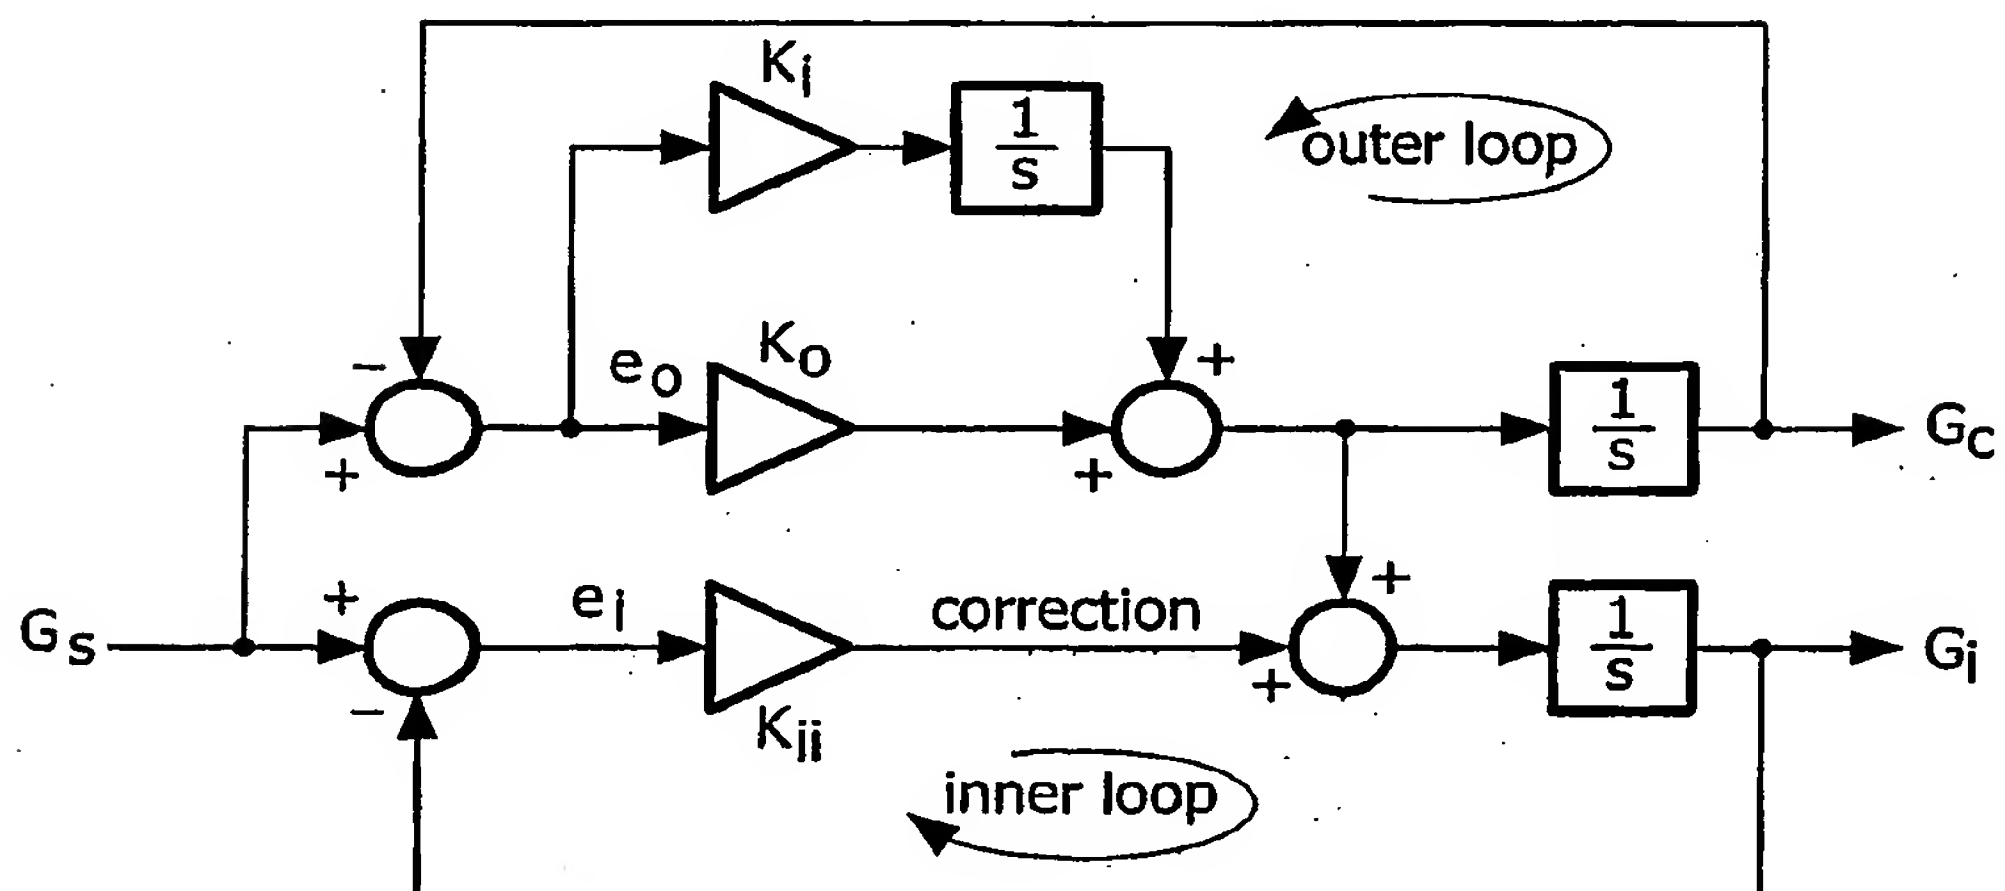 Ki
1
s
outer loop
-
eo
Ko
+
1
s
Gc
+
+
+
ei
correction
+
1
s
Gs
Gi
-
Kii
+
inner loop